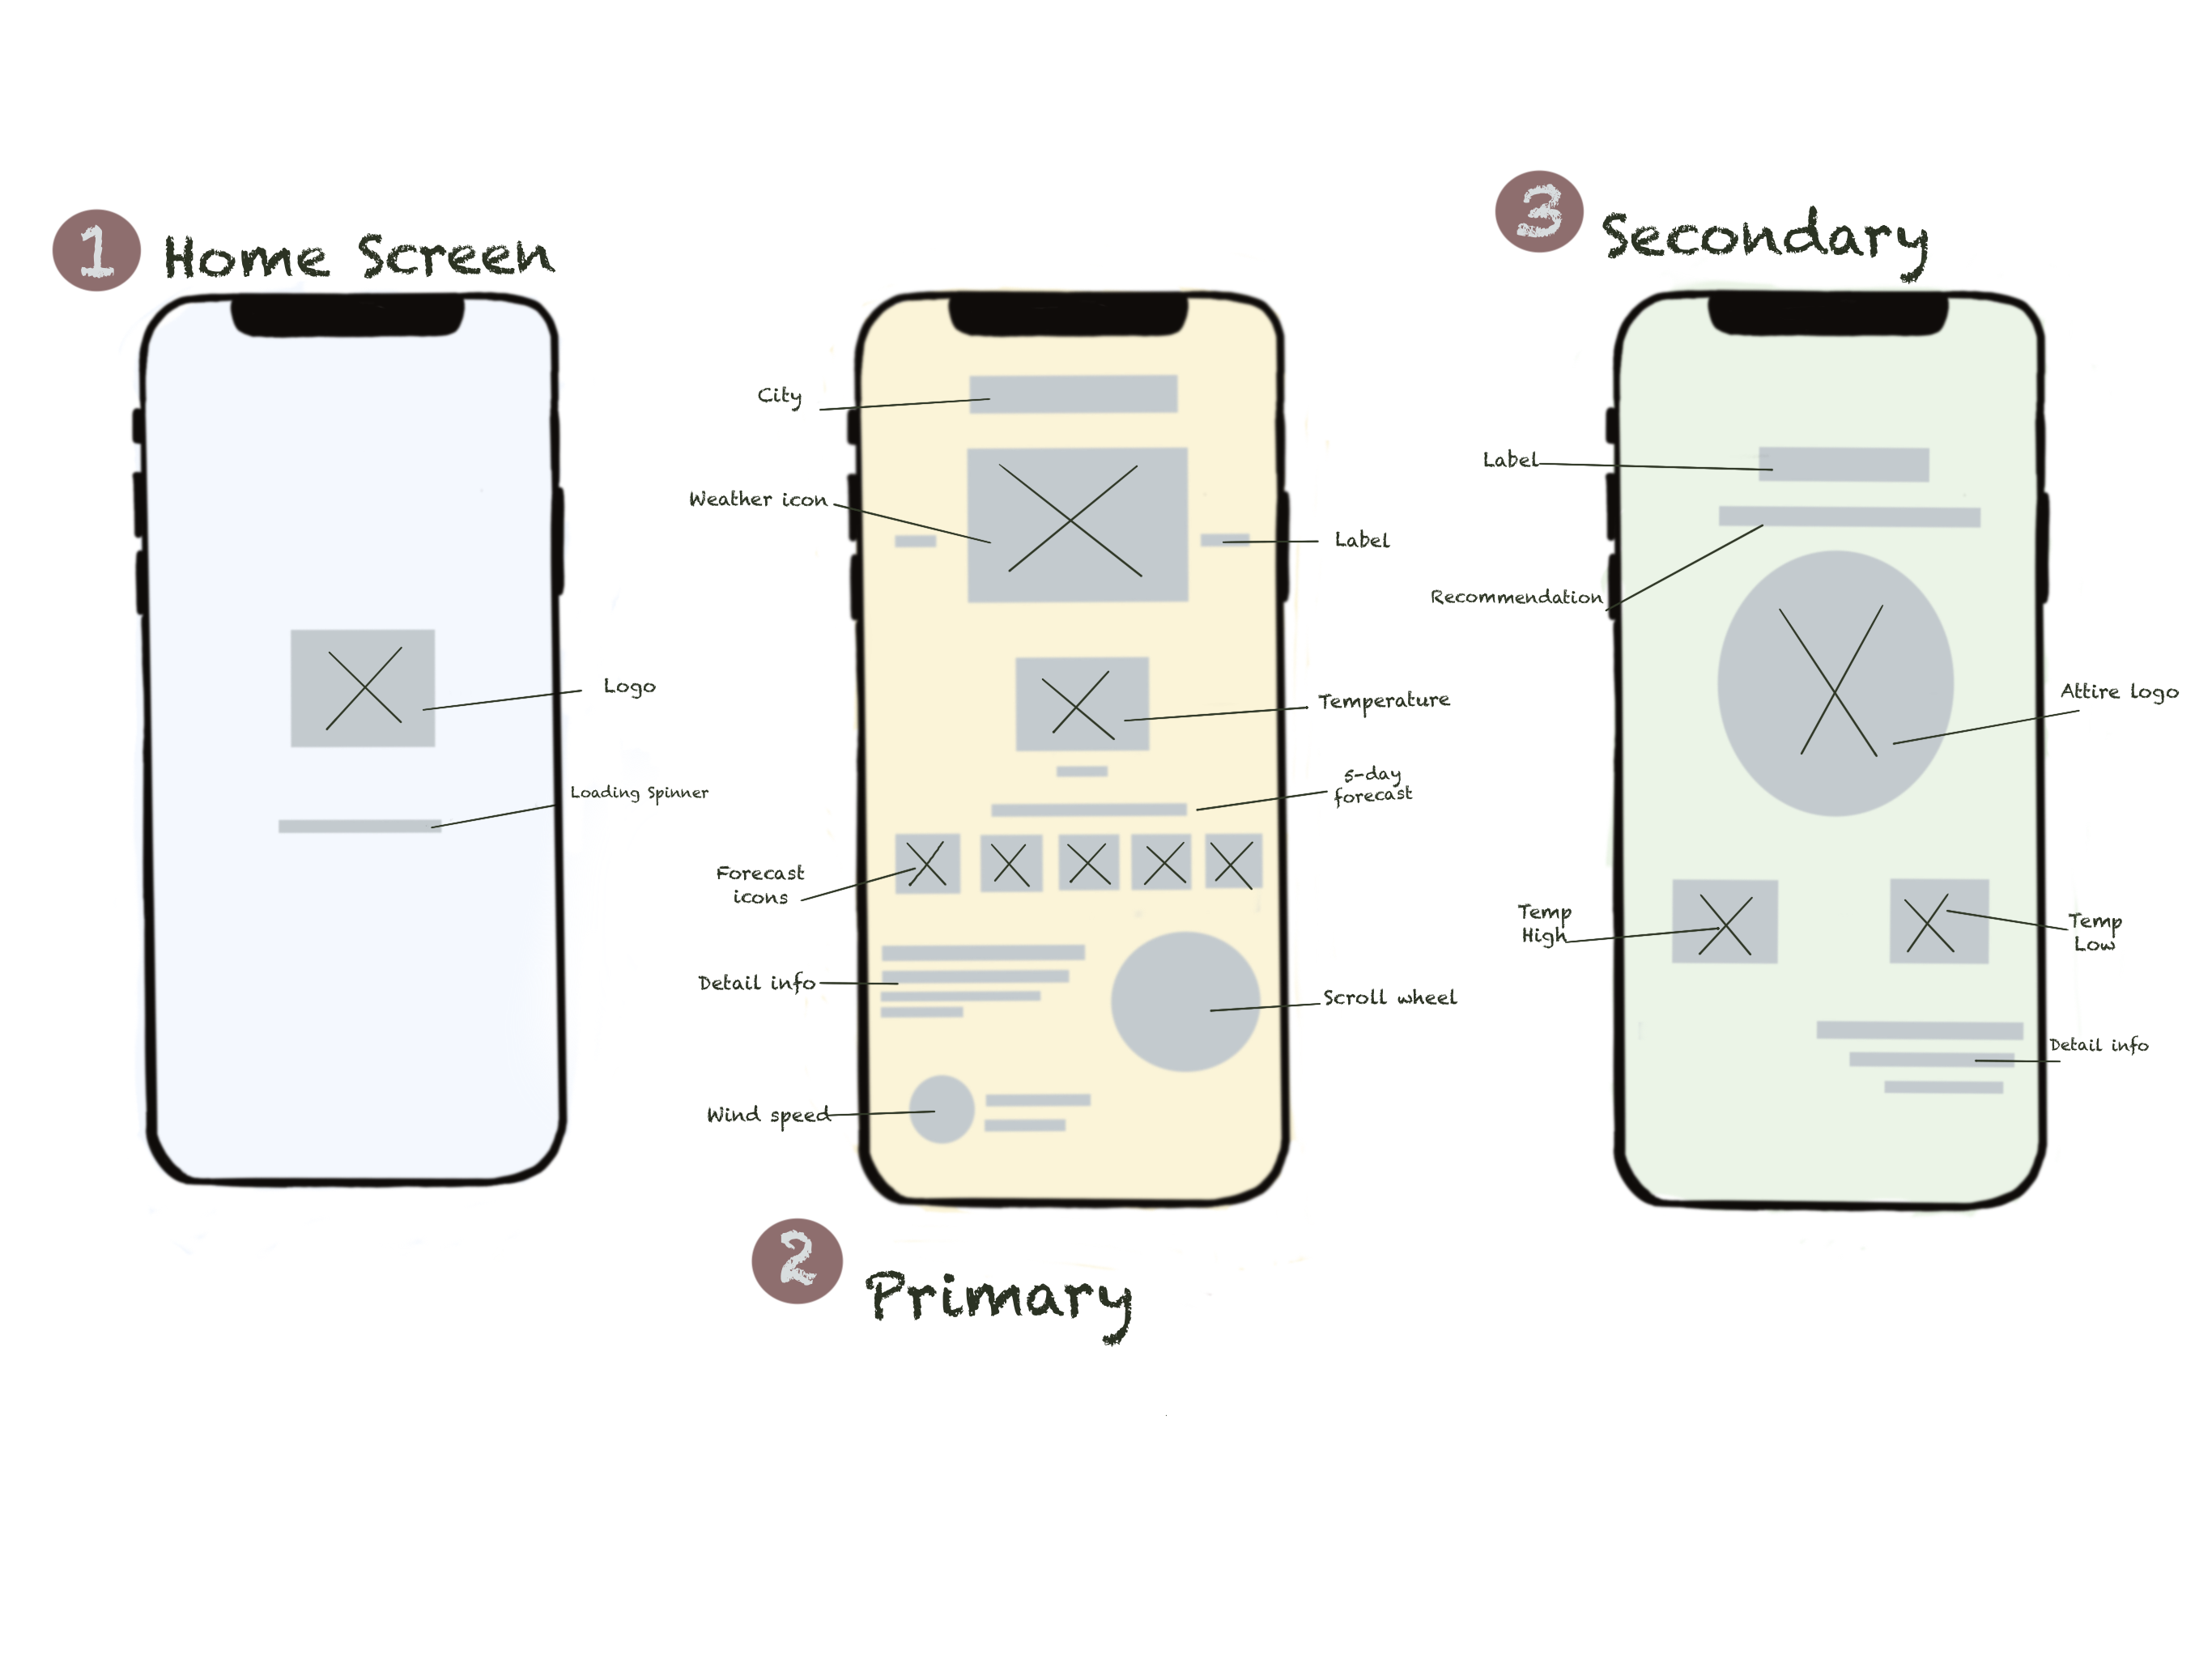 1
Home Screen
Logo
Loading Spinner
2
Primary
City
Weather icon
Label
Temperature
5-day
forecast
Forecast
icons
Detail info
Scroll wheel
Wind speed
3
Secondary
Label
Recommendation
Attire logo
Temp
High
Temp
Low
Detail info